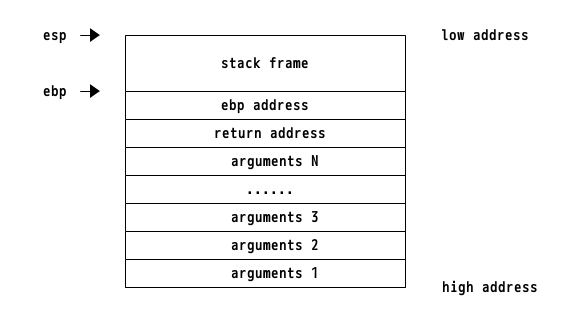 esp
low address
stack frame
ebp
ebp address
return address
arguments N
......
arguments 3
arguments 2
arguments 1
high address